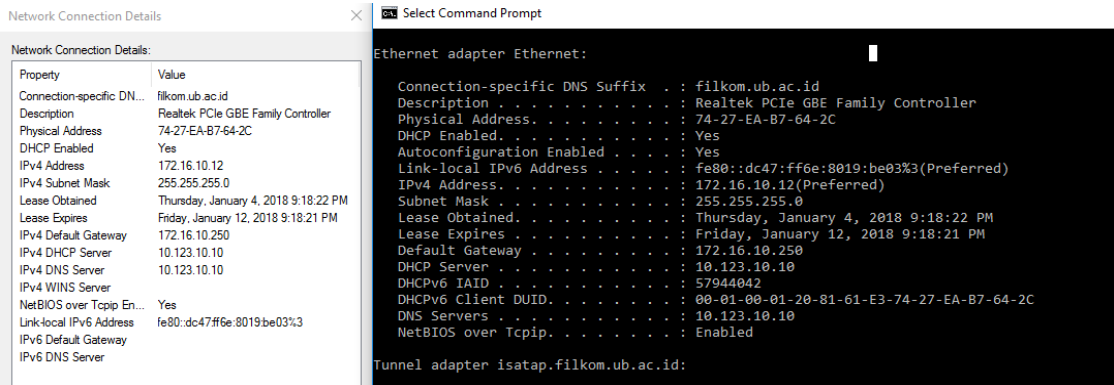 Network Connection Details
Network Connection Details:
Property Value
Connection-specific DN... filkom.ub.ac.id
Description Realtek PCIe GBE Family Controller
Physical Address 74-27-EA-B7-64-2C
DHCP Enabled Yes
IPv4 Address 172.16.10.12
IPv4 Subnet Mask 255.255.255.0
Lease Obtained Thursday, January 4, 2018 9:18:22 PM
Lease Expires Friday, January 12, 2018 9:18:21 PM
IPv4 Default Gateway 172.16.10.250
IPv4 DHCP Server 10.123.10.10
IPv4 DNS Server 10.123.10.10
IPv4 WINS Server
NetBIOS over Tcpip En... Yes
Link-local IPv6 Address fe80::dc47:ff6e:8019:be03%3
IPv6 Default Gateway
IPv6 DNS Server
Select Command Prompt
Ethernet adapter Ethernet:
Connection-specific DNS Suffix . : filkom.ub.ac.id
Description . . . . . . . . . . . : Realtek PCIe GBE Family Controller
Physical Address. . . . . . . . . : 74-27-EA-B7-64-2C
DHCP Enabled. . . . . . . . . . . : Yes
Autoconfiguration Enabled . . . . : Yes
Link-local IPv6 Address . . . . . : fe80::dc47:ff6e:8019:be03%3(Preferred)
IPv4 Address. . . . . . . . . . . : 172.16.10.12(Preferred)
Subnet Mask . . . . . . . . . . . : 255.255.255.0
Lease Obtained. . . . . . . . . . : Thursday, January 4, 2018 9:18:22 PM
Lease Expires . . . . . . . . . . : Friday, January 12, 2018 9:18:21 PM
Default Gateway . . . . . . . . . : 172.16.10.250
DHCP Server . . . . . . . . . . . : 10.123.10.10
DHCPv6 IAID . . . . . . . . . . . : 57944042
DHCPv6 Client DUID. . . . . . . . : 00-01-00-01-20-81-61-E3-74-27-EA-B7-64-2C
DNS Servers . . . . . . . . . . . : 10.123.10.10
NetBIOS over Tcpip. . . . . . . . : Enabled
Tunnel adapter isatap.filkom.ub.ac.id: